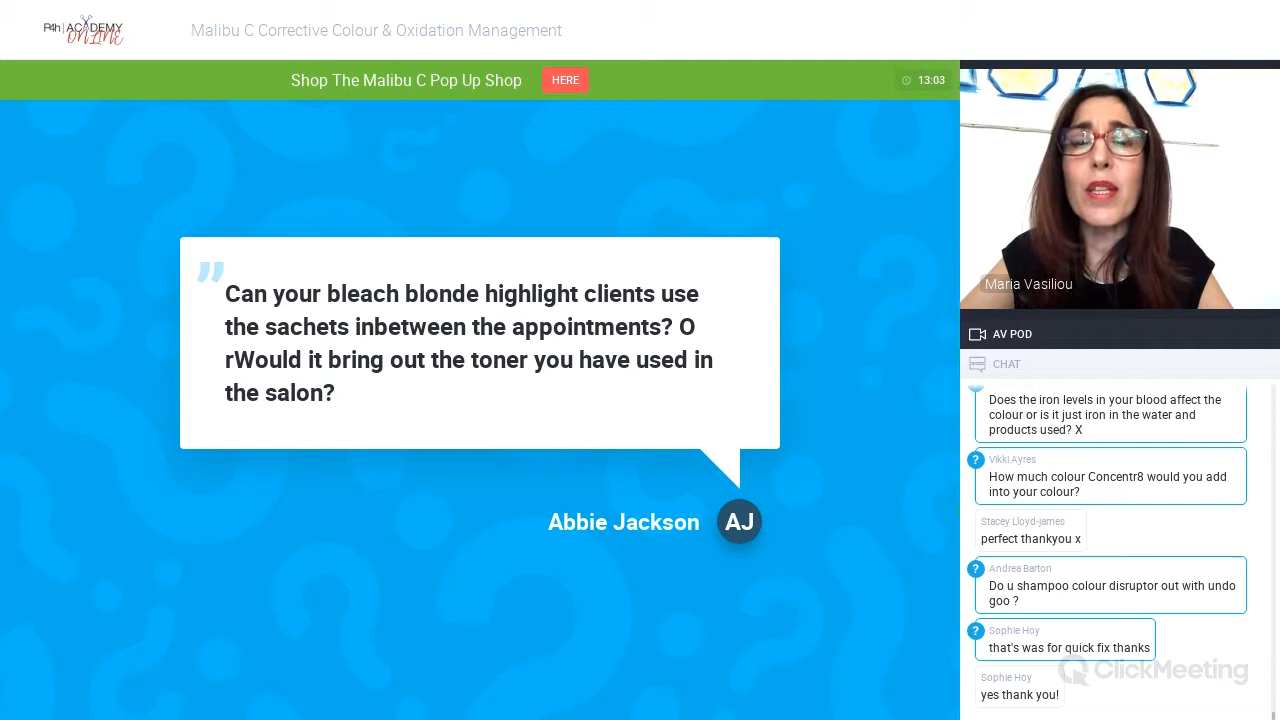 P4h | ACADEMY
ONLINE
Malibu C Corrective Colour & Oxidation Management
Shop The Malibu C Pop Up Shop
HERE
13:03
Can your bleach blonde highlight clients use
the sachets inbetween the appointments? O
rWould it bring out the toner you have used in
the salon?
Abbie Jackson
AJ
Maria Vasiliou
AV POD
CHAT
Does the iron levels in your blood affect the
colour or is it just iron in the water and
products used? X
?
Vikki Ayres
How much colour Concentr8 would you add
into your colour?
Stacey Lloyd-james
perfect thankyou x
?
Andrea Barton
Do u shampoo colour disruptor out with undo
goo ?
?
Sophie Hoy
that's was for quick fix thanks
ClickMeeting
Sophie Hoy
yes thank you!